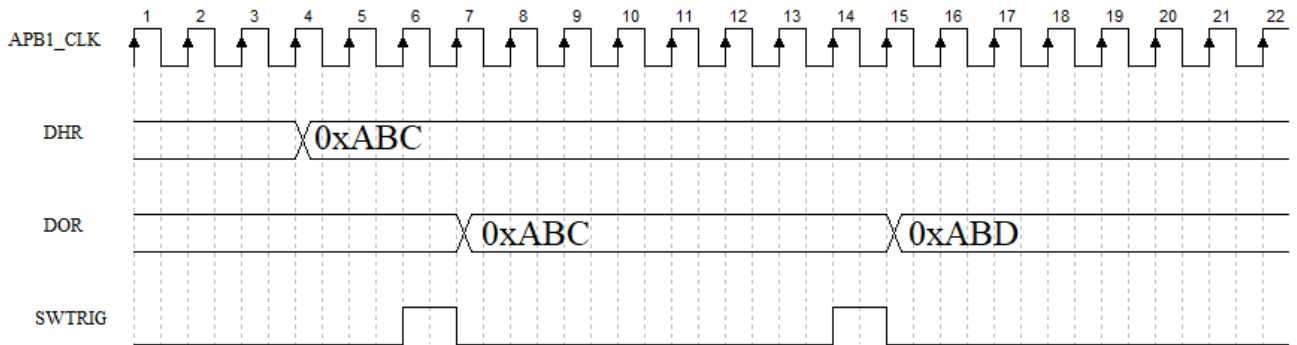 1 2 3 4 5 6 7 8 9 10 11 12 13 14 15 16 17 18 19 20 21 22
APB1_CLK
DHR 0xABC
DOR 0xABC 0xABD
SWTRIG